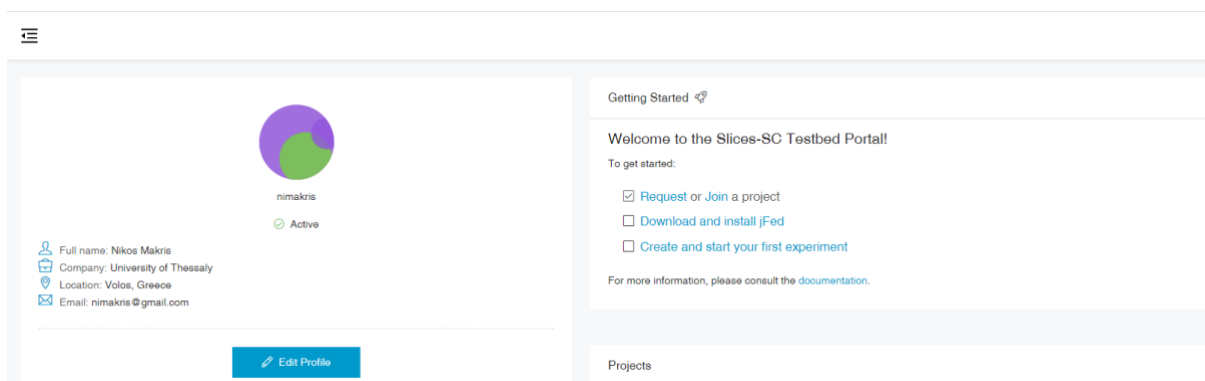 nimakris
Active
Full name: Nikos Makris
Company: University of Thessaly
Location: Volos, Greece
Email: nimakris@gmail.com
Edit Profile
Getting Started
Welcome to the Slices-SC Testbed Portal!
To get started:
Request or Join a project
Download and install jFed
Create and start your first experiment
For more information, please consult the documentation.
Projects